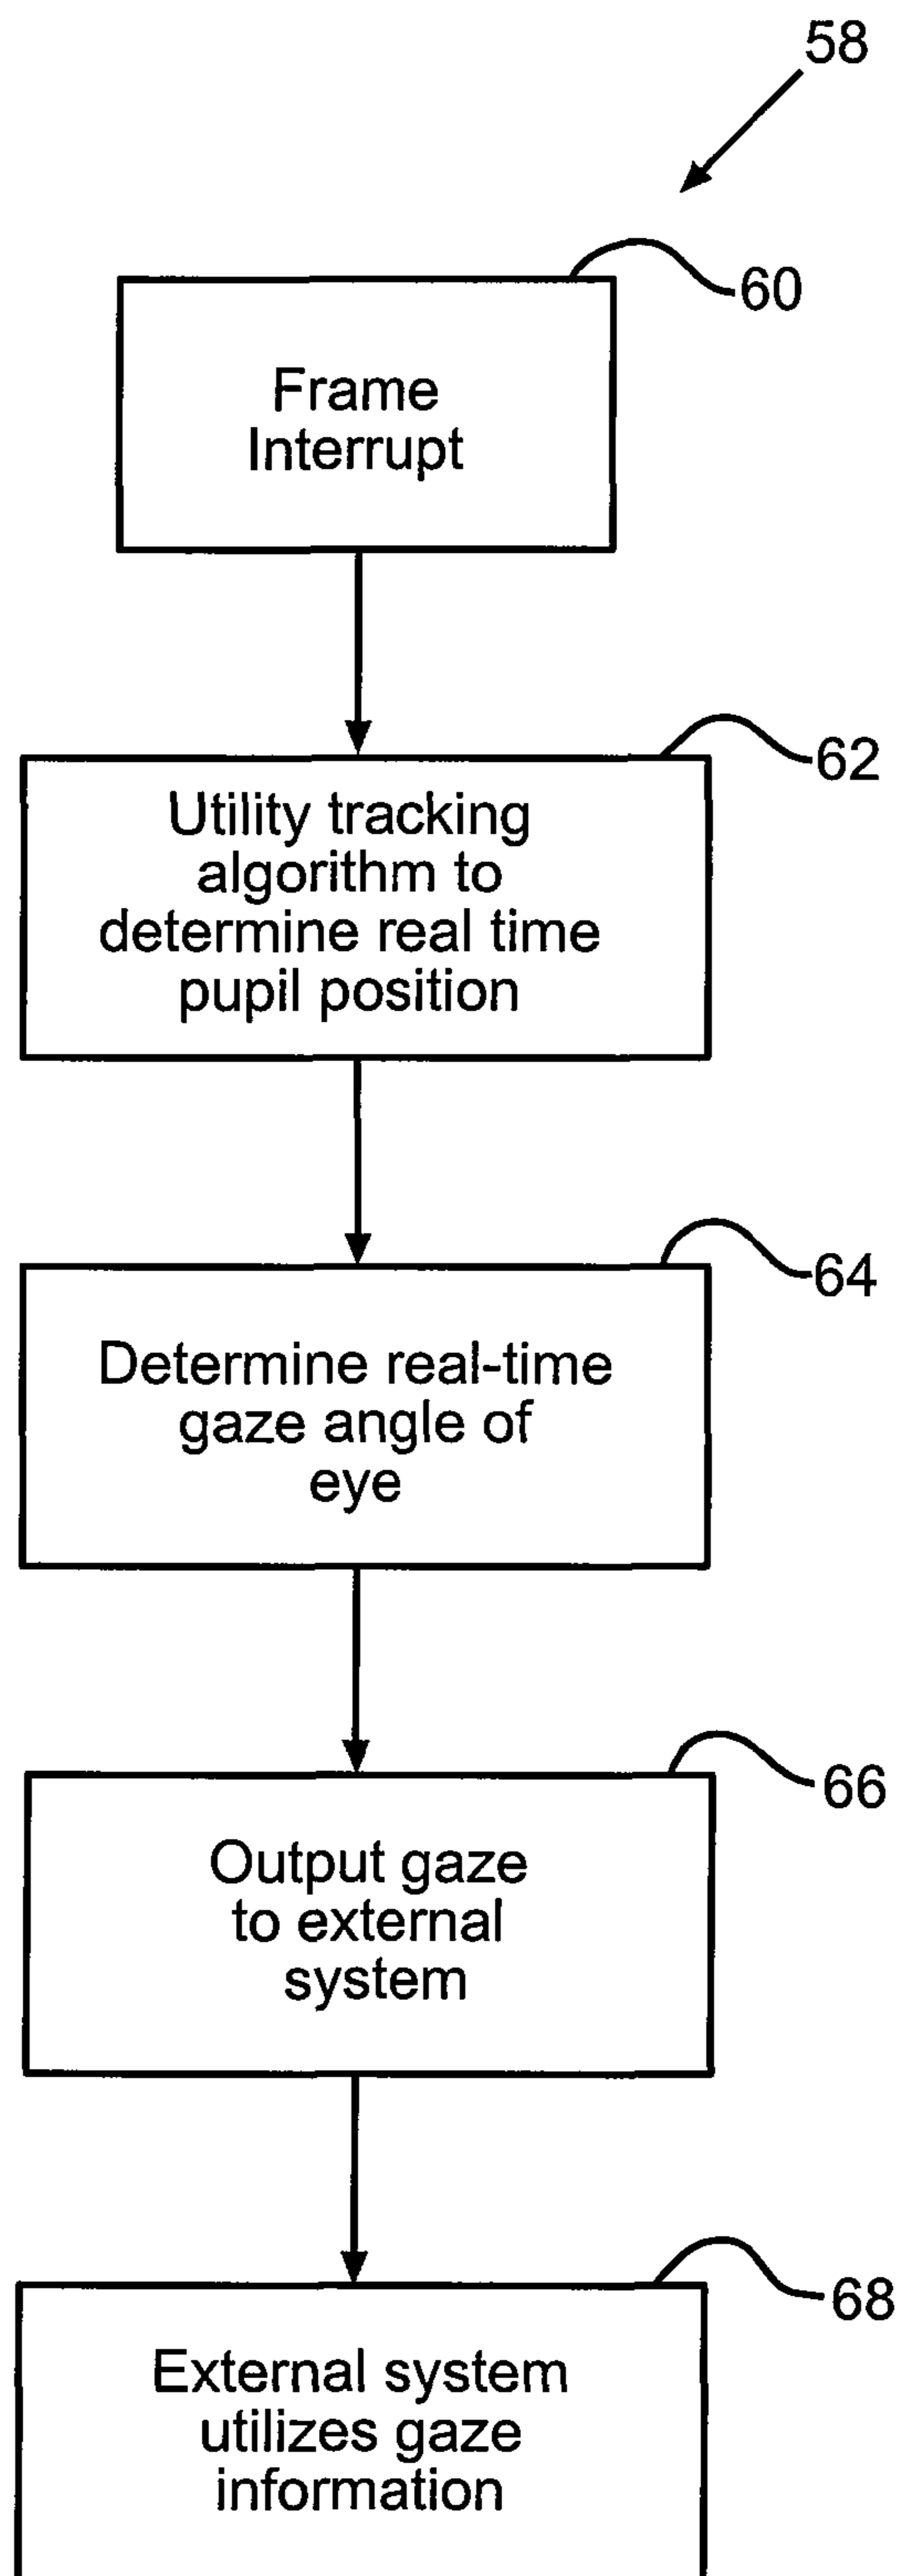 58
60
Frame
Interrupt
62
Utility tracking
algorithm to
determine real time
pupil position
64
Determine real-time
gaze angle of
eye
66
Output gaze
to external
system
68
External system
utilizes gaze
information